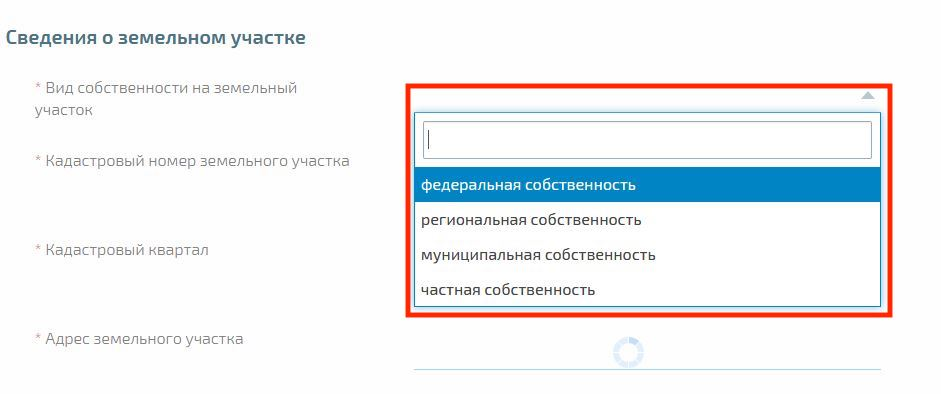 Сведения о земельном участке
* Вид собственности на земельный
участок
* Кадастровый номер земельного участка
федеральная собственность
региональная собственность
* Кадастровый квартал
муниципальная собственность
частная собственность
* Адрес земельного участка